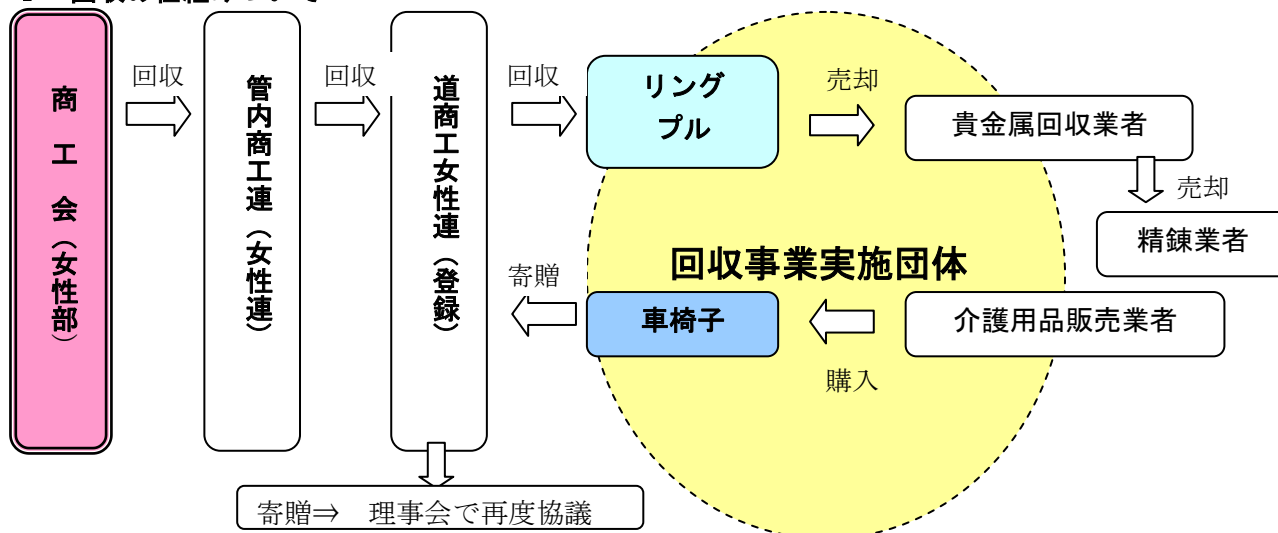 商工会(女性部)
回収
管内商工連(女性連)
回収
道商工女性連(登録)
回収
リング
プル
売却
貴金属回収業者
売却
精錬業者
回収事業実施団体
寄贈
車椅子
介護用品販売業者
購入
寄贈⇒ 理事会で再度協議